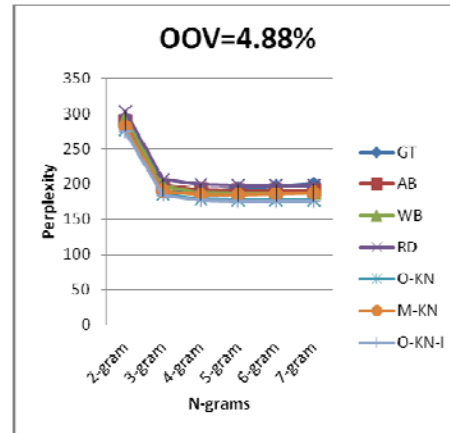 OOV=4.88%
350
300
250
200
150
100
50
0
Perplexity
2-gram
3-gram
4-gram
5-gram
6-gram
7-gram
N-grams
GT
AB
WB
RD
O-KN
M-KN
O-KN-I